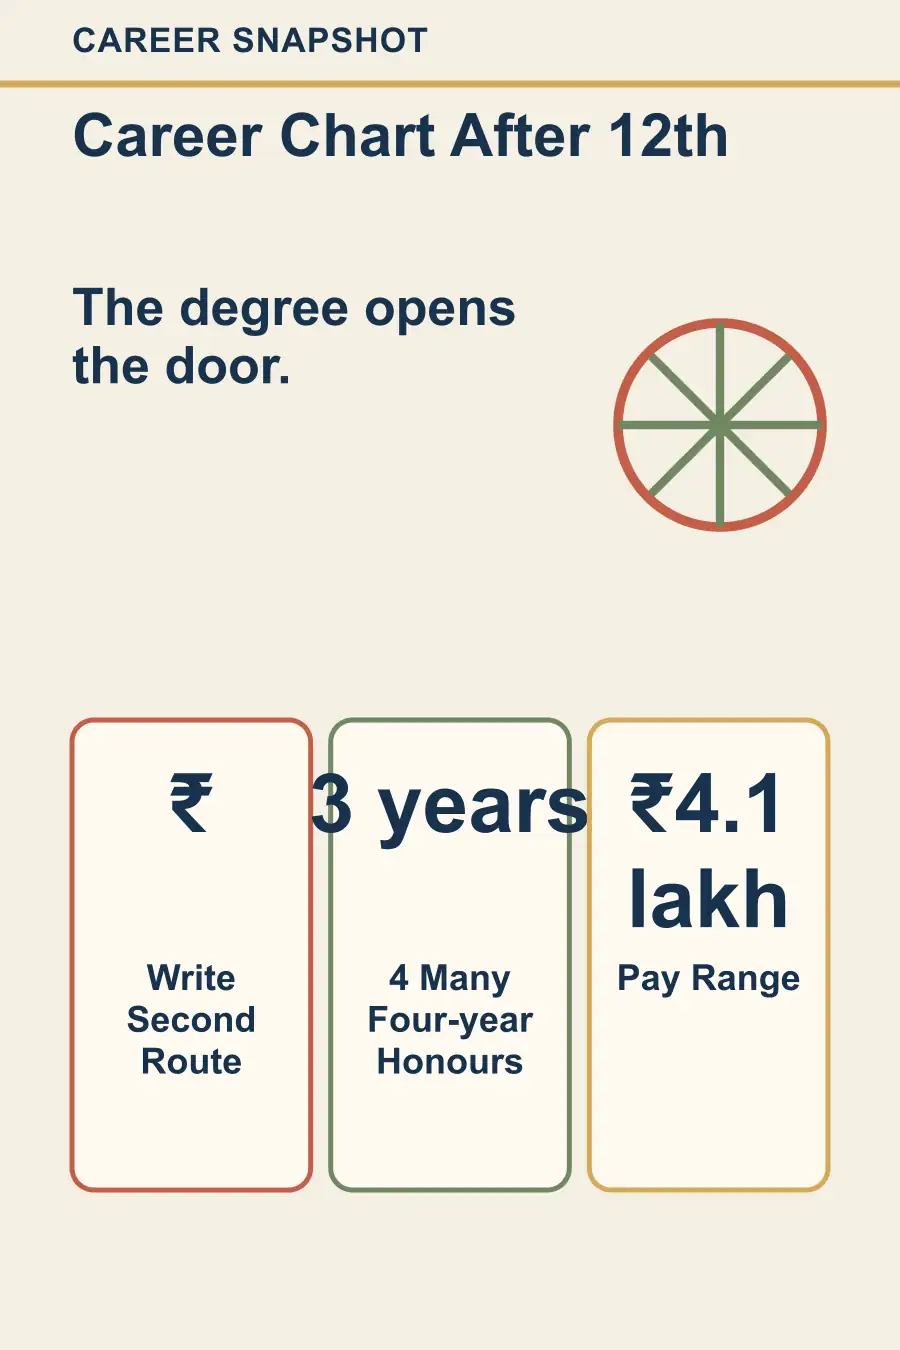 CAREER SNAPSHOT
Career Chart After 12th
The degree opens
the door.
₹
Write
Second
Route
3 years
4 Many
Four-year
Honours
₹4.1
lakh
Pay Range